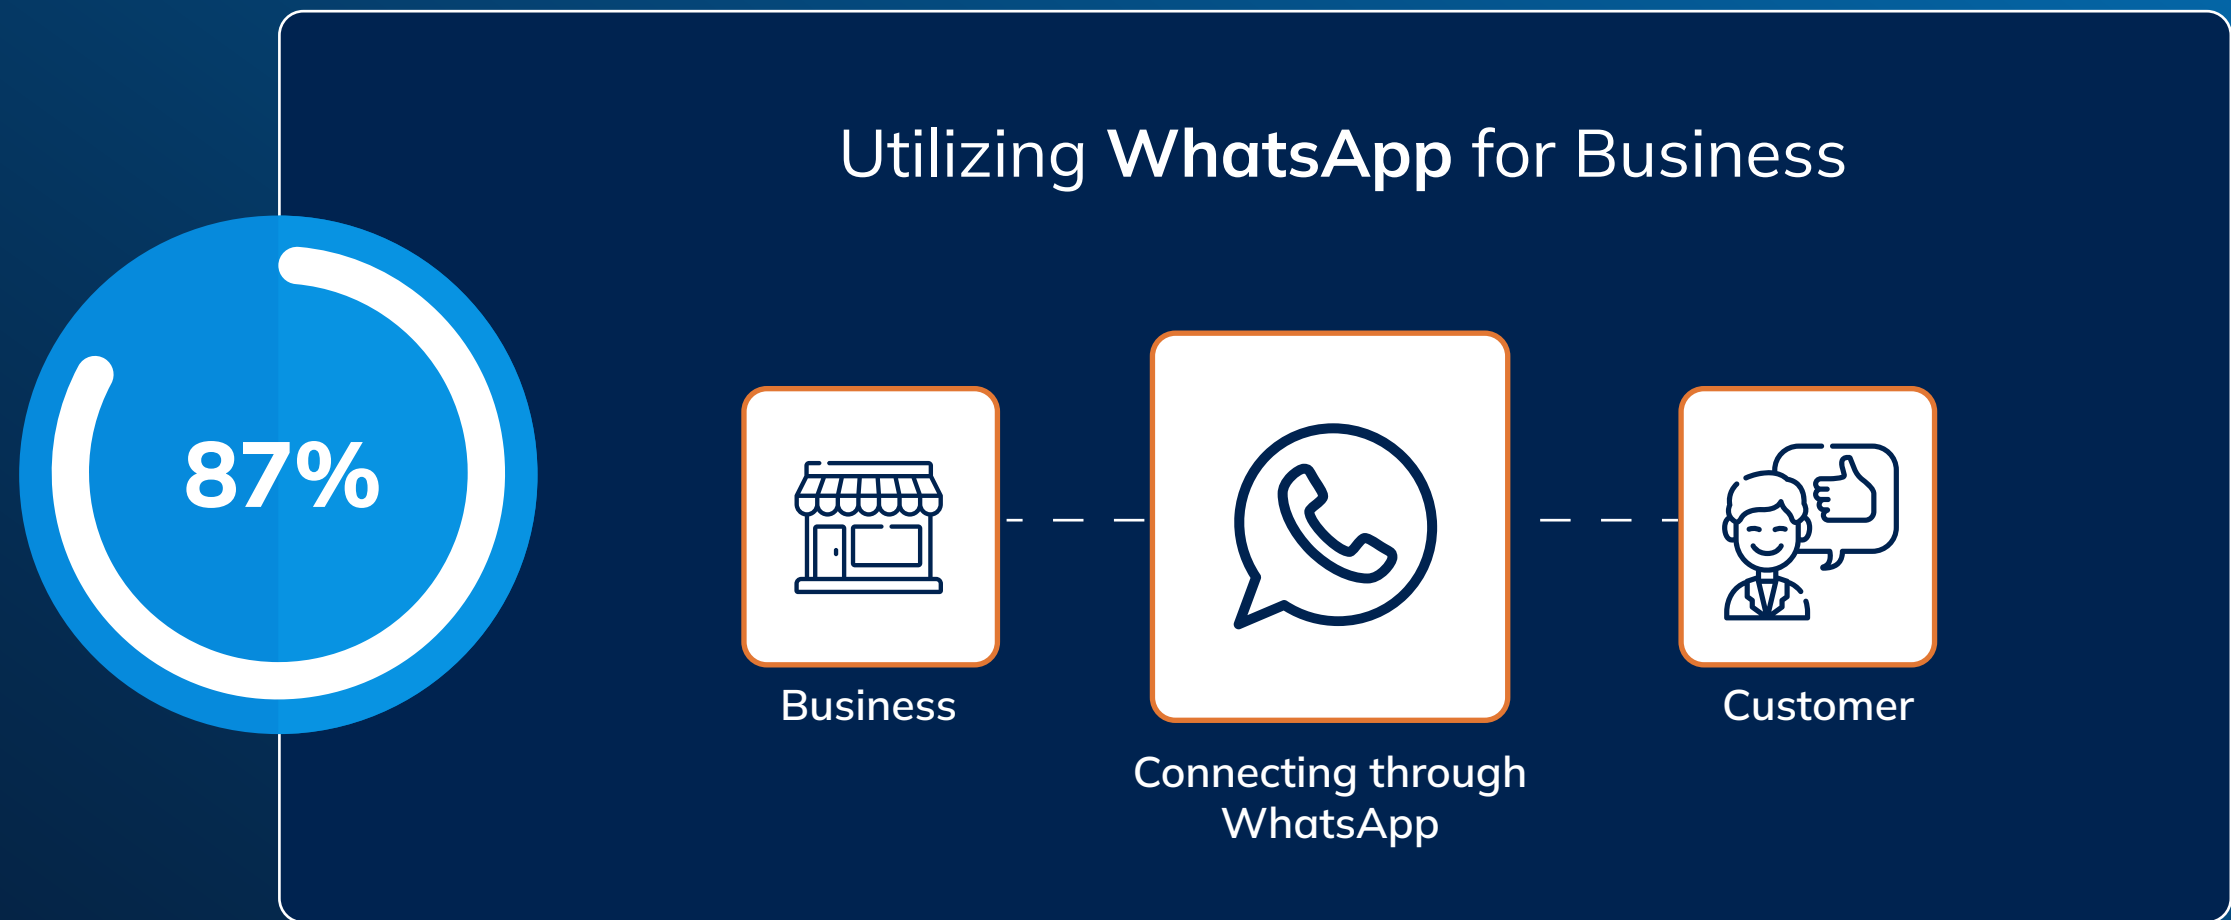 Utilizing WhatsApp for Business
87%
Business
Connecting through
WhatsApp
Customer